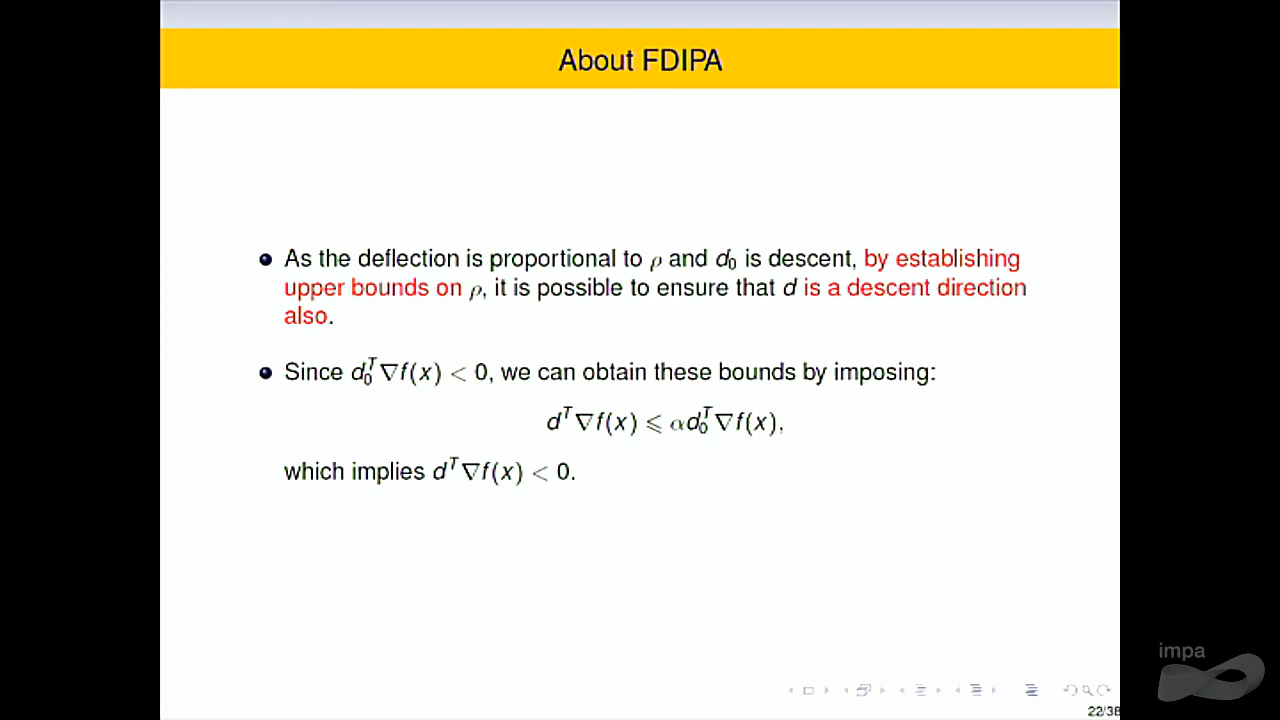 About FDIPA
As the deflection is proportional to ρ and d₀ is descent, by establishing
upper bounds on ρ, it is possible to ensure that d is a descent direction
also.
Since d₀ᵀ∇f(x) < 0, we can obtain these bounds by imposing:
dᵀ∇f(x) ⩽ αd₀ᵀ∇f(x),
which implies dᵀ∇f(x) < 0.
impa
22/38